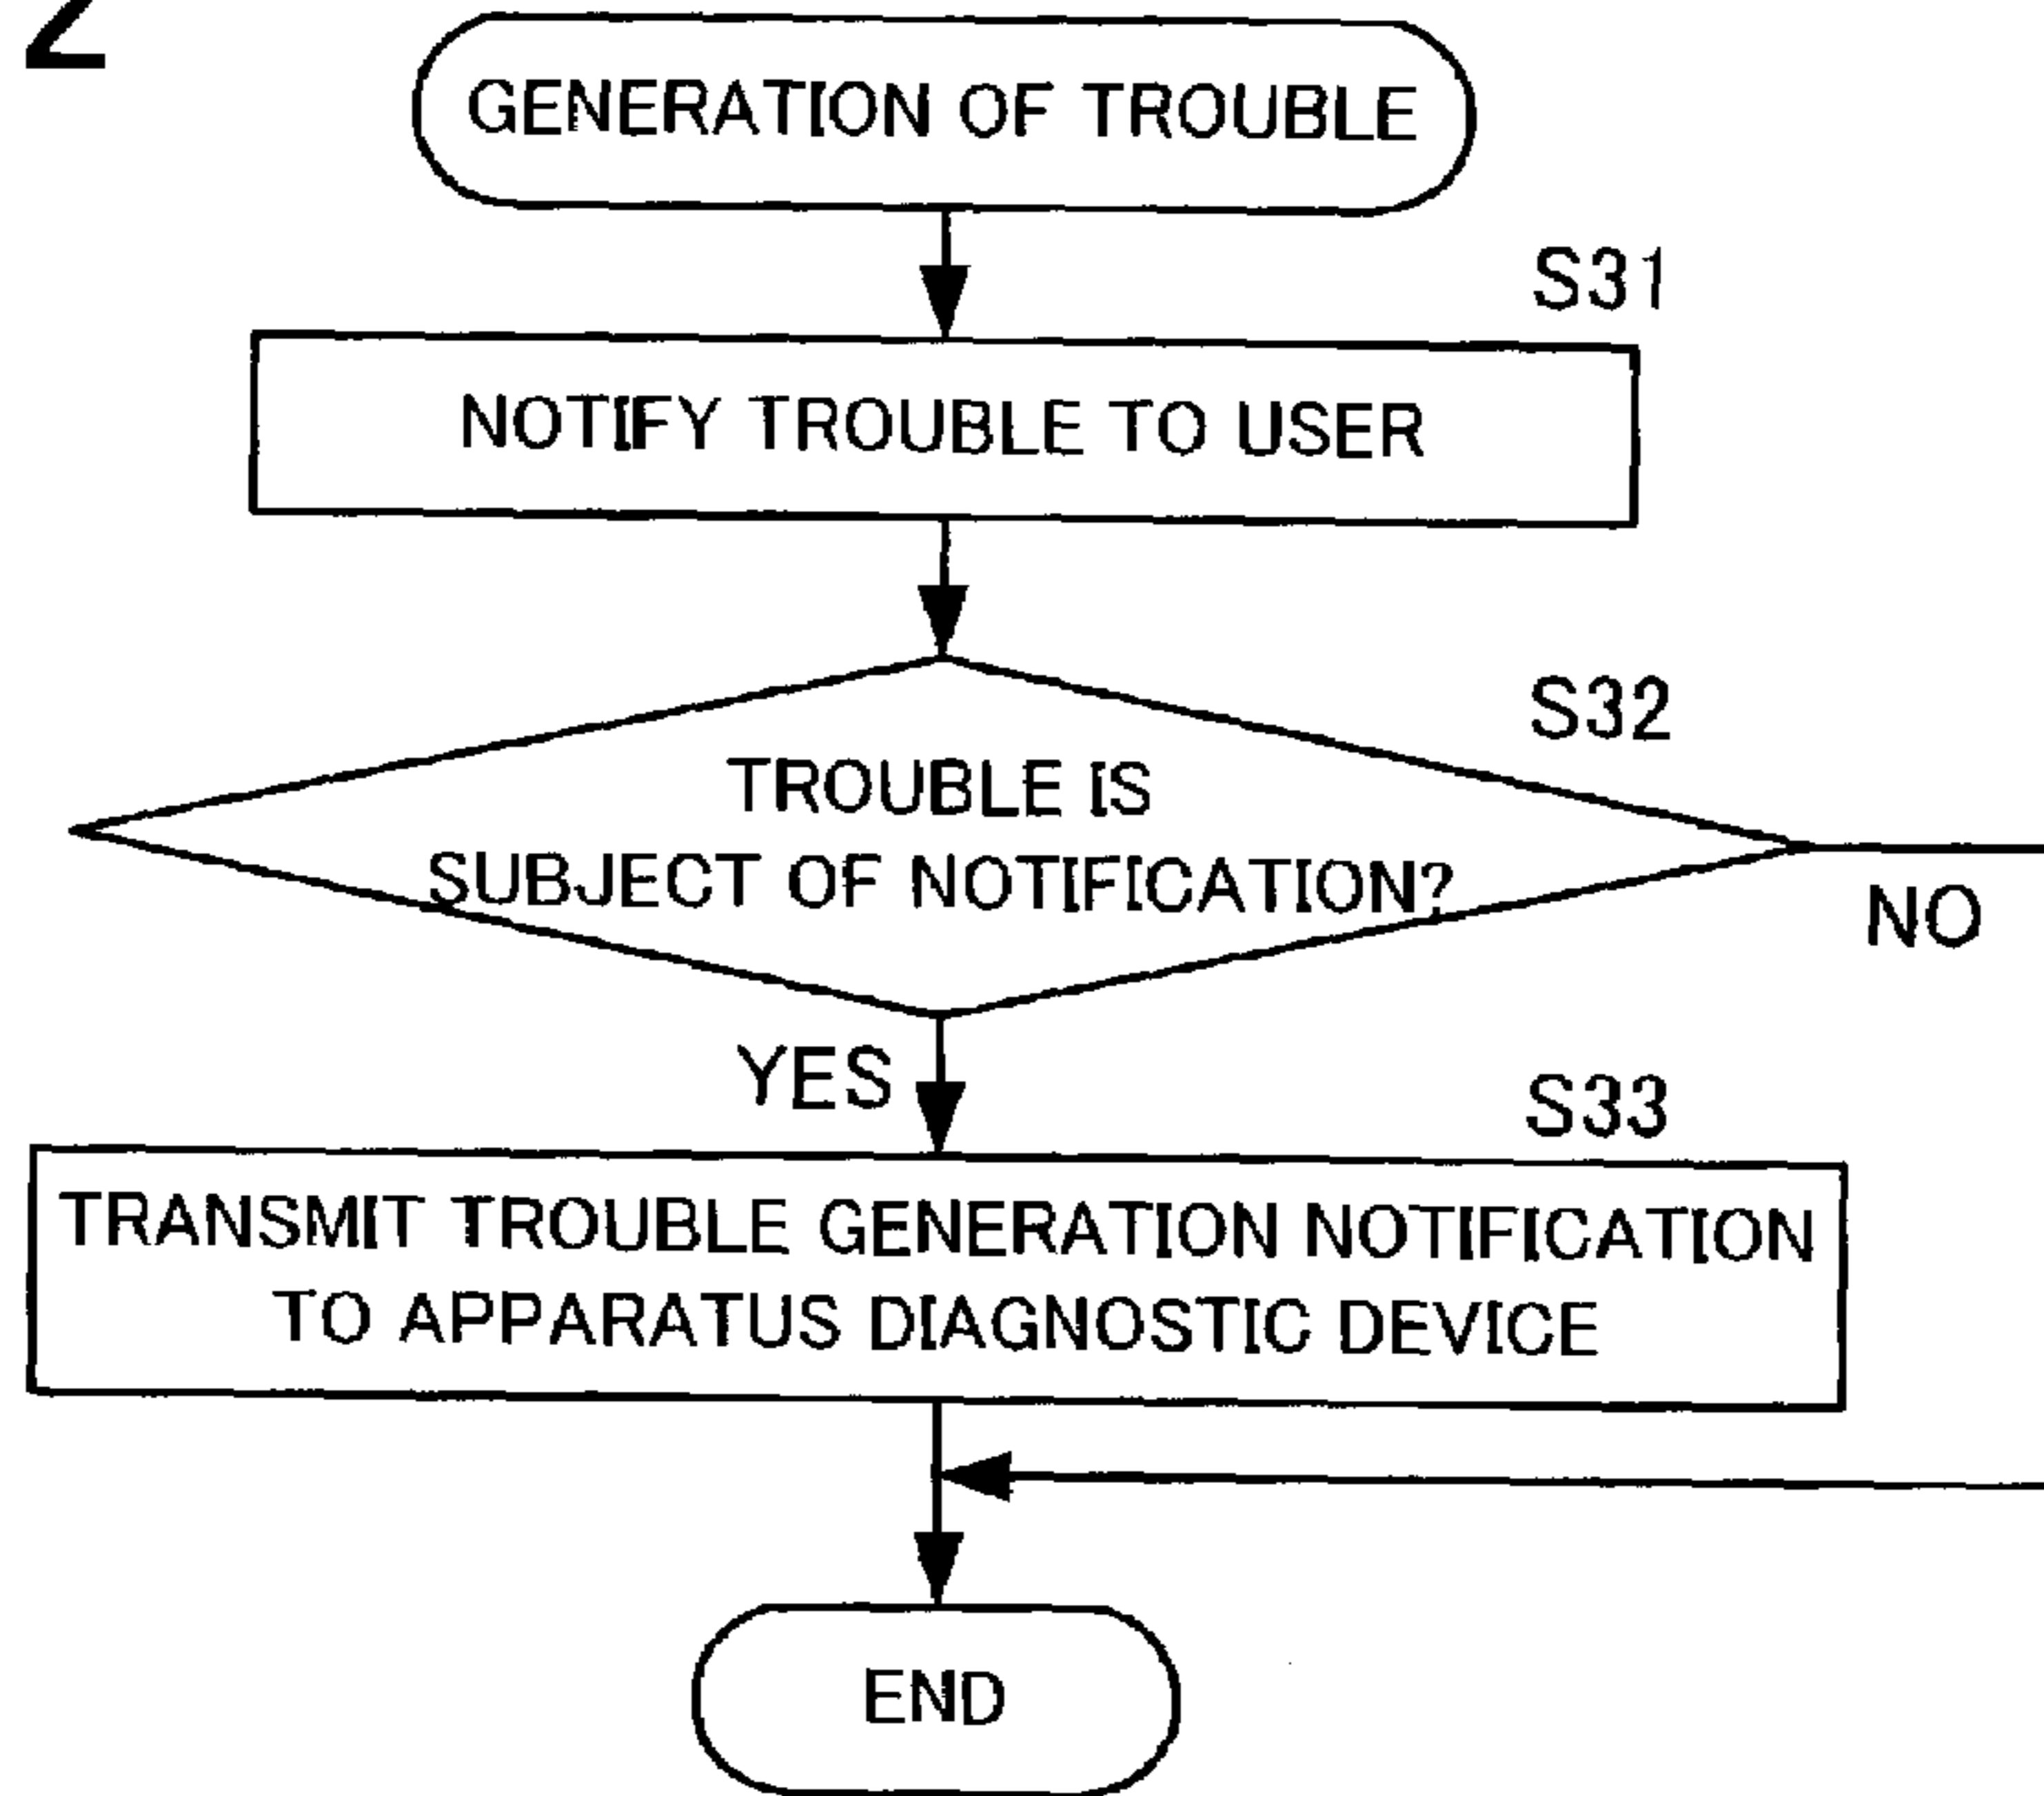 2
GENERATION OF TROUBLE
S31
NOTIFY TROUBLE TO USER
S32
TROUBLE IS
SUBJECT OF NOTIFICATION?
NO
YES
S33
TRANSMIT TROUBLE GENERATION NOTIFICATION
TO APPARATUS DIAGNOSTIC DEVICE
END